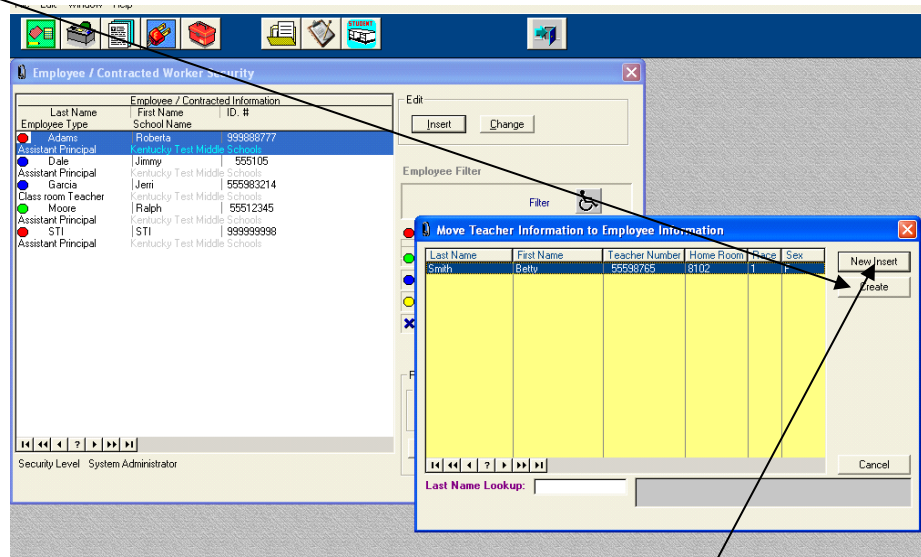 Edit Window Help
STUDENT
Employee / Contracted Worker Security
Employee / Contracted Information
Last Name First Name ID. #
Employee Type School Name
Adams Roberta 999888777
Assistant Principal Kentucky Test Middle Schools
Dale Jimmy 555105
Assistant Principal Kentucky Test Middle Schools
Garcia Jerri 555983214
Class room Teacher Kentucky Test Middle Schools
Moore Ralph 55512345
Assistant Principal Kentucky Test Middle Schools
STI STI 999999998
Assistant Principal Kentucky Test Middle Schools
?
Security Level System Administrator
Edit
Insert Change
Employee Filter
Filter
F
Move Teacher Information to Employee Information
Last Name First Name Teacher Number Home Room Race Sex
Smith Betty 55598765 8102 1 F
New Insert
Create
?
Cancel
Last Name Lookup: